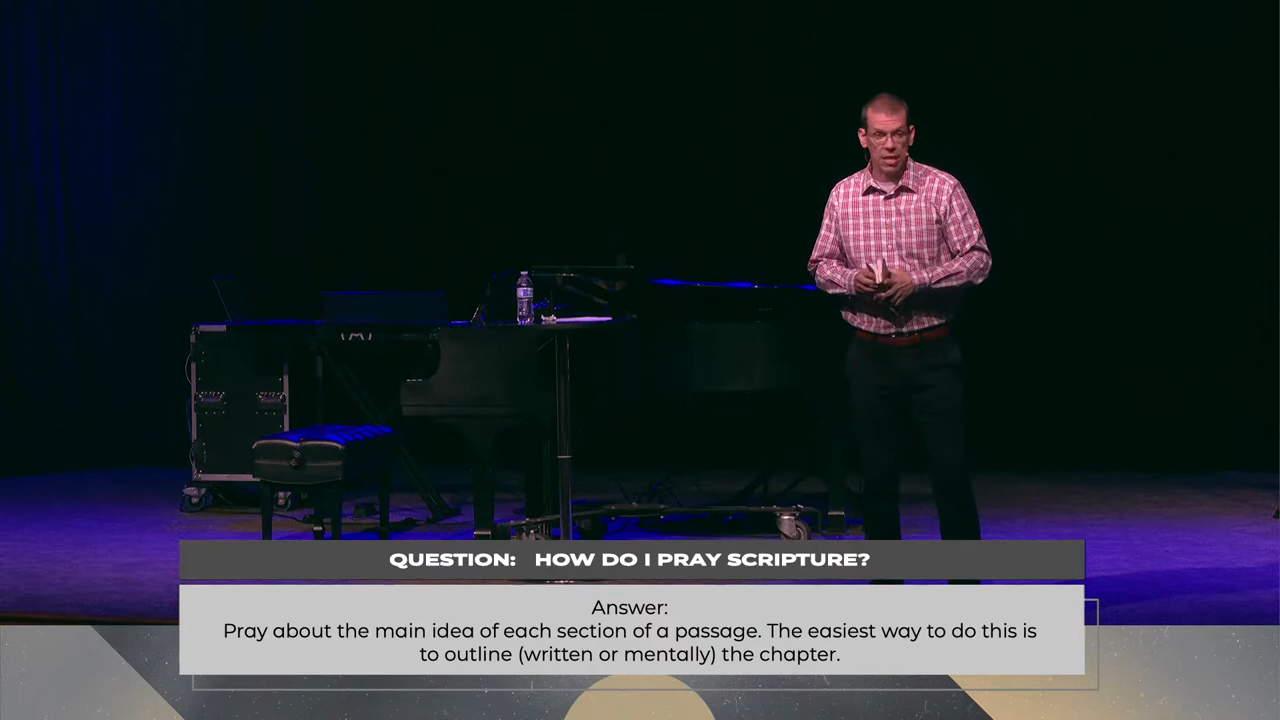 QUESTION: HOW DO I PRAY SCRIPTURE?
Answer:
Pray about the main idea of each section of a passage. The easiest way to do this is
to outline (written or mentally) the chapter.